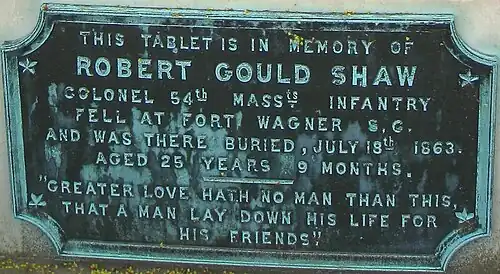 THIS TABLET IS IN MEMORY OF
ROBERT GOULD SHAW
COLONEL 54th MASSts INFANTRY
FELL AT FORT WAGNER S.C.
AND WAS THERE BURIED, JULY 18th 1863.
AGED 25 YEARS 9 MONTHS.
"GREATER LOVE HATH NO MAN THAN THIS,
THAT A MAN LAY DOWN HIS LIFE FOR
HIS FRIENDS"